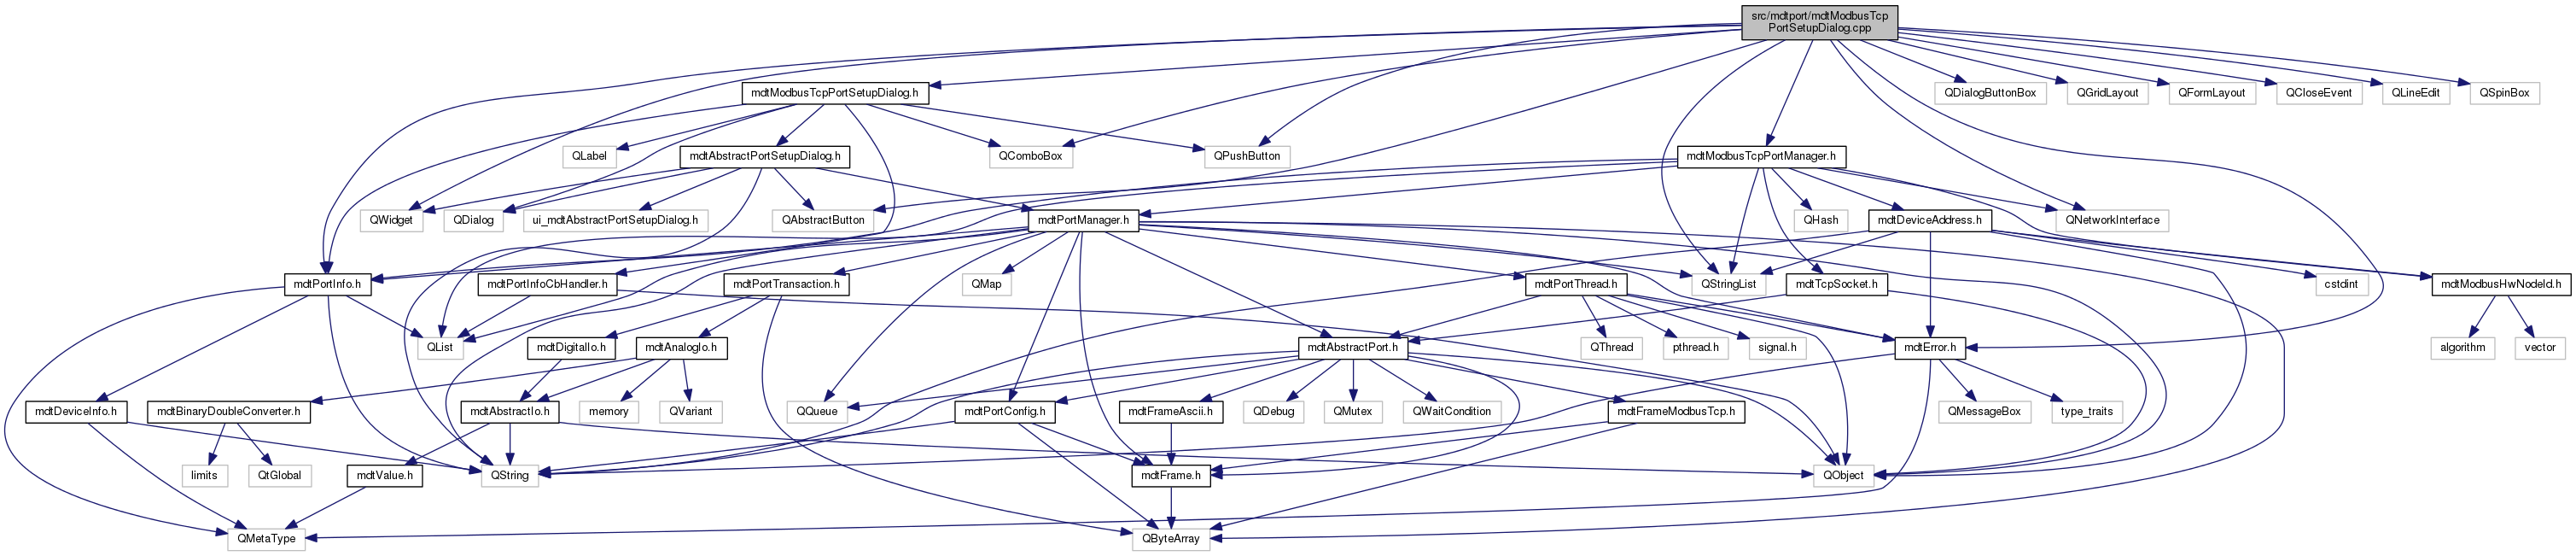 src/mdtport/mdtModbusTcp
PortSetupDialog.cpp
mdtModbusTcpPortSetupDialog.h
QDialogButtonBox
QGridLayout
QFormLayout
QCloseEvent
QLineEdit
QSpinBox
QLabel
mdtAbstractPortSetupDialog.h
QComboBox
QPushButton
mdtModbusTcpPortManager.h
QWidget
QDialog
ui_mdtAbstractPortSetupDialog.h
QAbstractButton
mdtPortManager.h
QHash
mdtDeviceAddress.h
QNetworkInterface
mdtPortInfo.h
mdtPortInfoCbHandler.h
mdtPortTransaction.h
QMap
mdtPortThread.h
QStringList
mdtTcpSocket.h
cstdint
mdtModbusHwNodeId.h
QList
mdtDigitalIo.h
mdtAnalogIo.h
mdtAbstractPort.h
QThread
pthread.h
signal.h
mdtError.h
algorithm
vector
mdtDeviceInfo.h
mdtBinaryDoubleConverter.h
mdtAbstractIo.h
memory
QVariant
QQueue
mdtPortConfig.h
mdtFrameAscii.h
QDebug
QMutex
QWaitCondition
mdtFrameModbusTcp.h
QMessageBox
type_traits
limits
QtGlobal
mdtValue.h
QString
mdtFrame.h
QObject
QMetaType
QByteArray